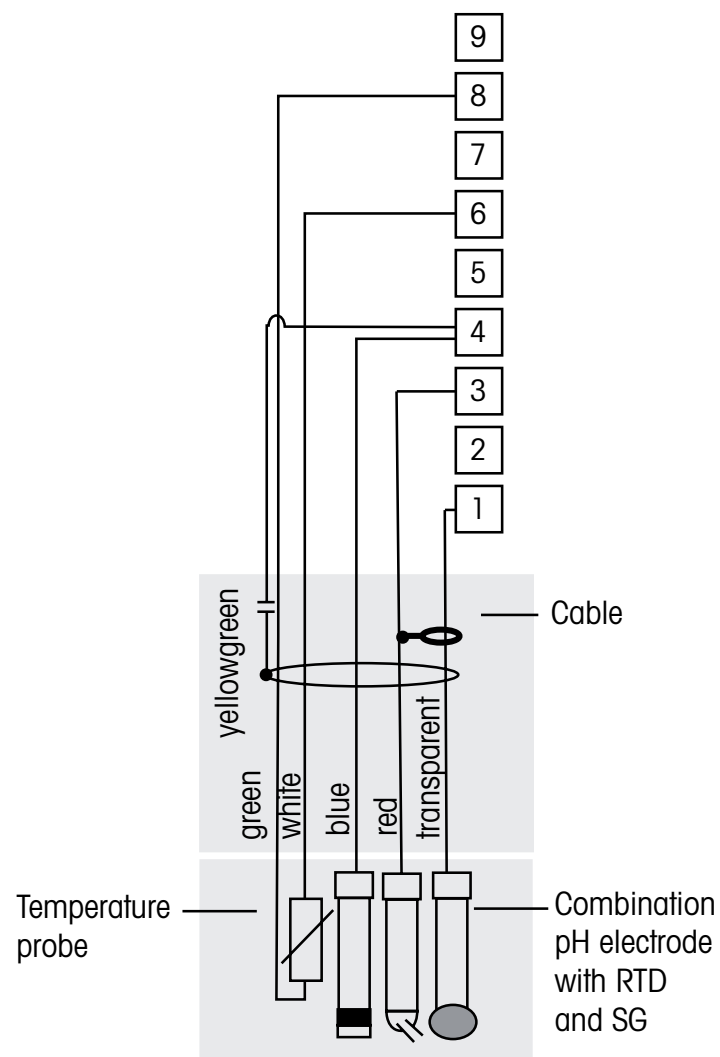 9
8
7
6
5
4
3
2
1
Cable
yellowgreen
green
white
blue
red
transparent
Temperature
probe
Combination
pH electrode
with RTD
and SG